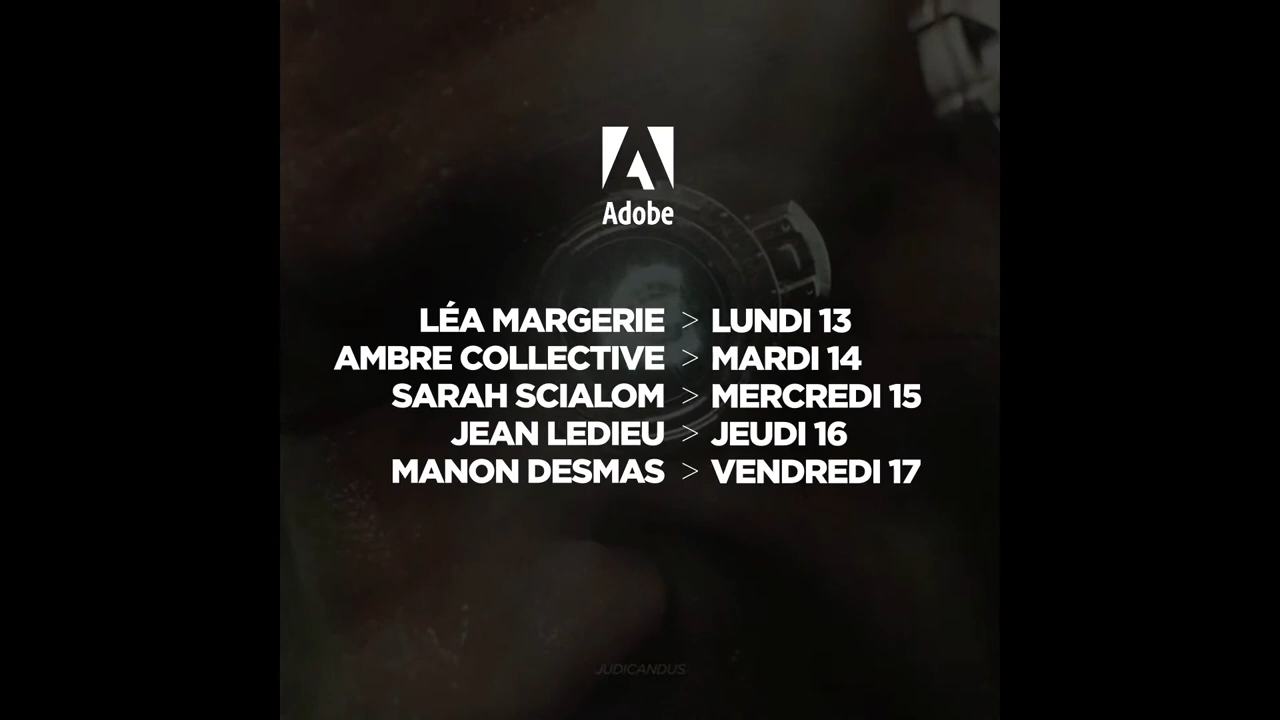 Adobe
LÉA MARGERIE > LUNDI 13
AMBRE COLLECTIVE > MARDI 14
SARAH SCIALOM > MERCREDI 15
JEAN LEDIEU > JEUDI 16
MANON DESMAS > VENDREDI 17
JUDICANDUS